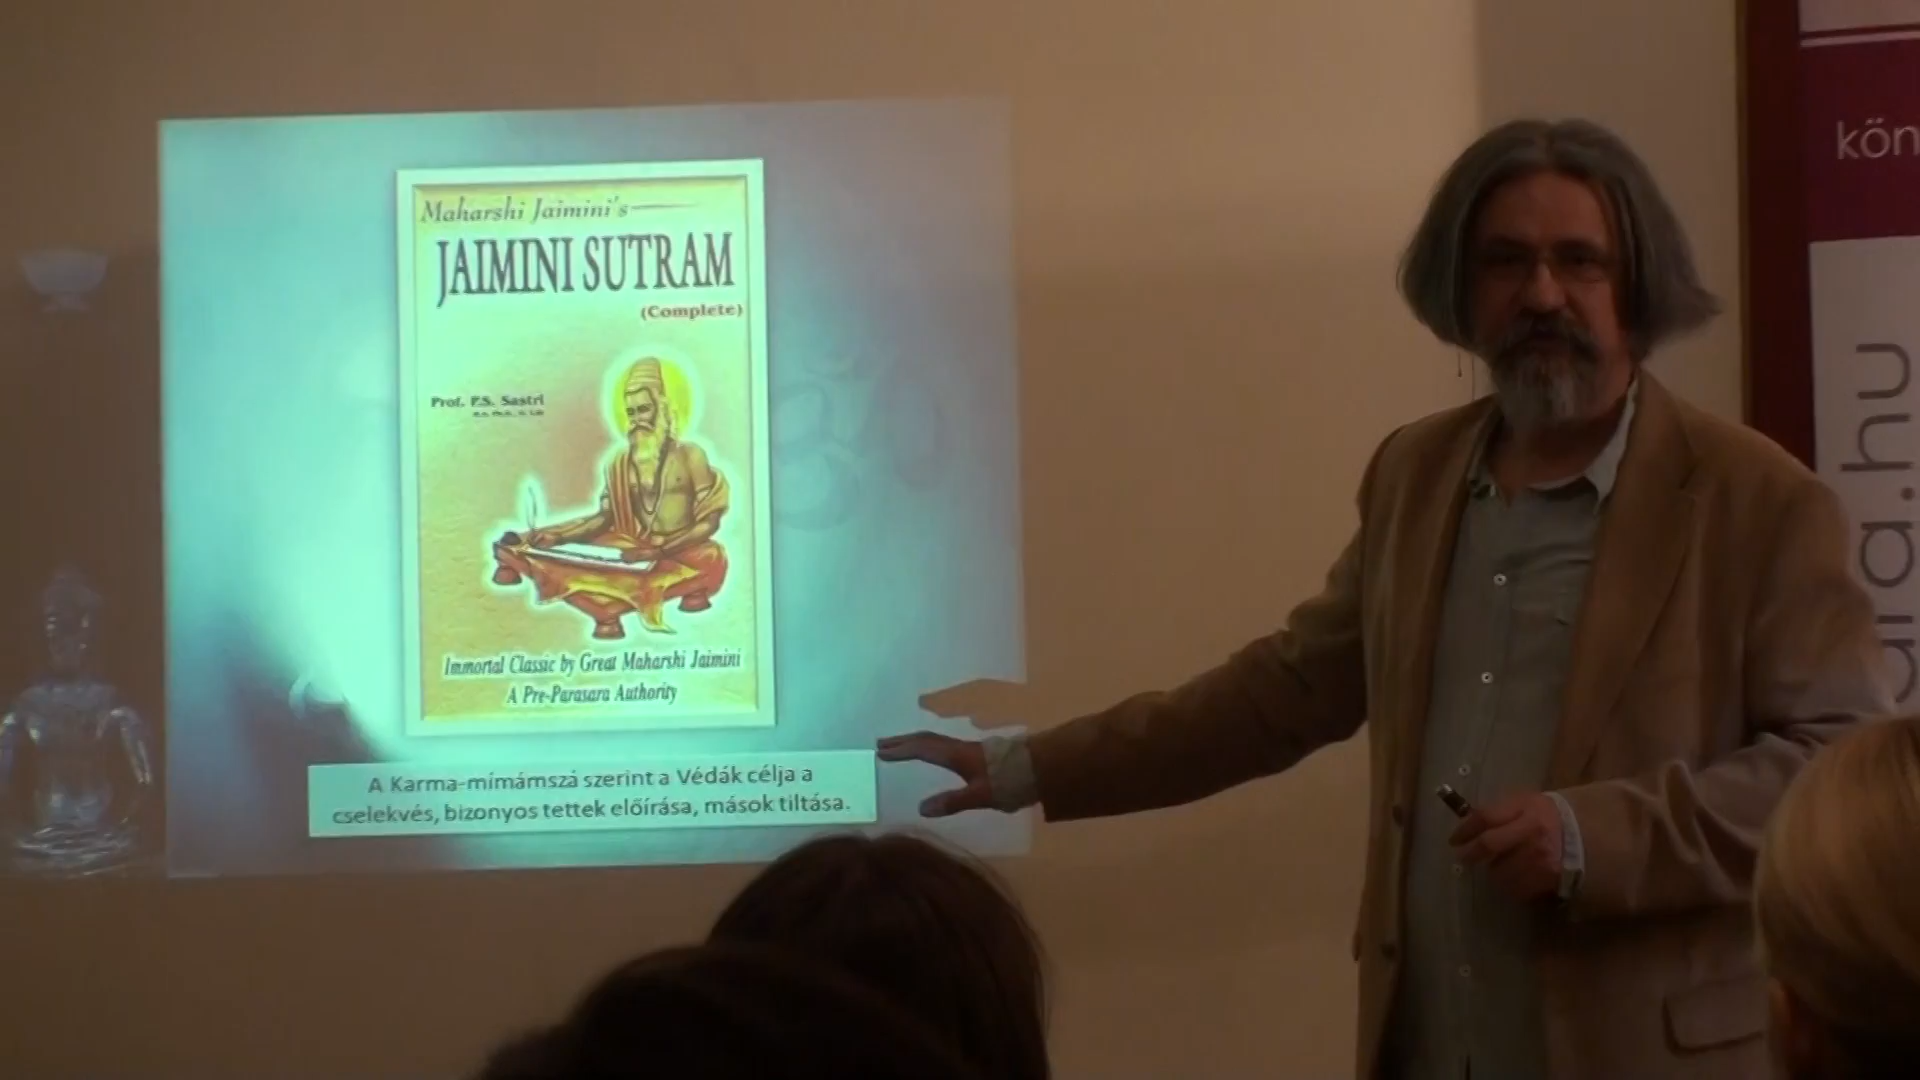 Maharshi Jaimini's
JAIMINI SUTRAM
(Complete)
Prof. P.S. Sastri
Immortal Classic by Great Maharshi Jaimini
A Pre-Parasara Authority
A Karma-mímámszá szerint a Védák célja a
cselekvés, bizonyos tettek előírása, mások tiltása.
kön
ia.hu